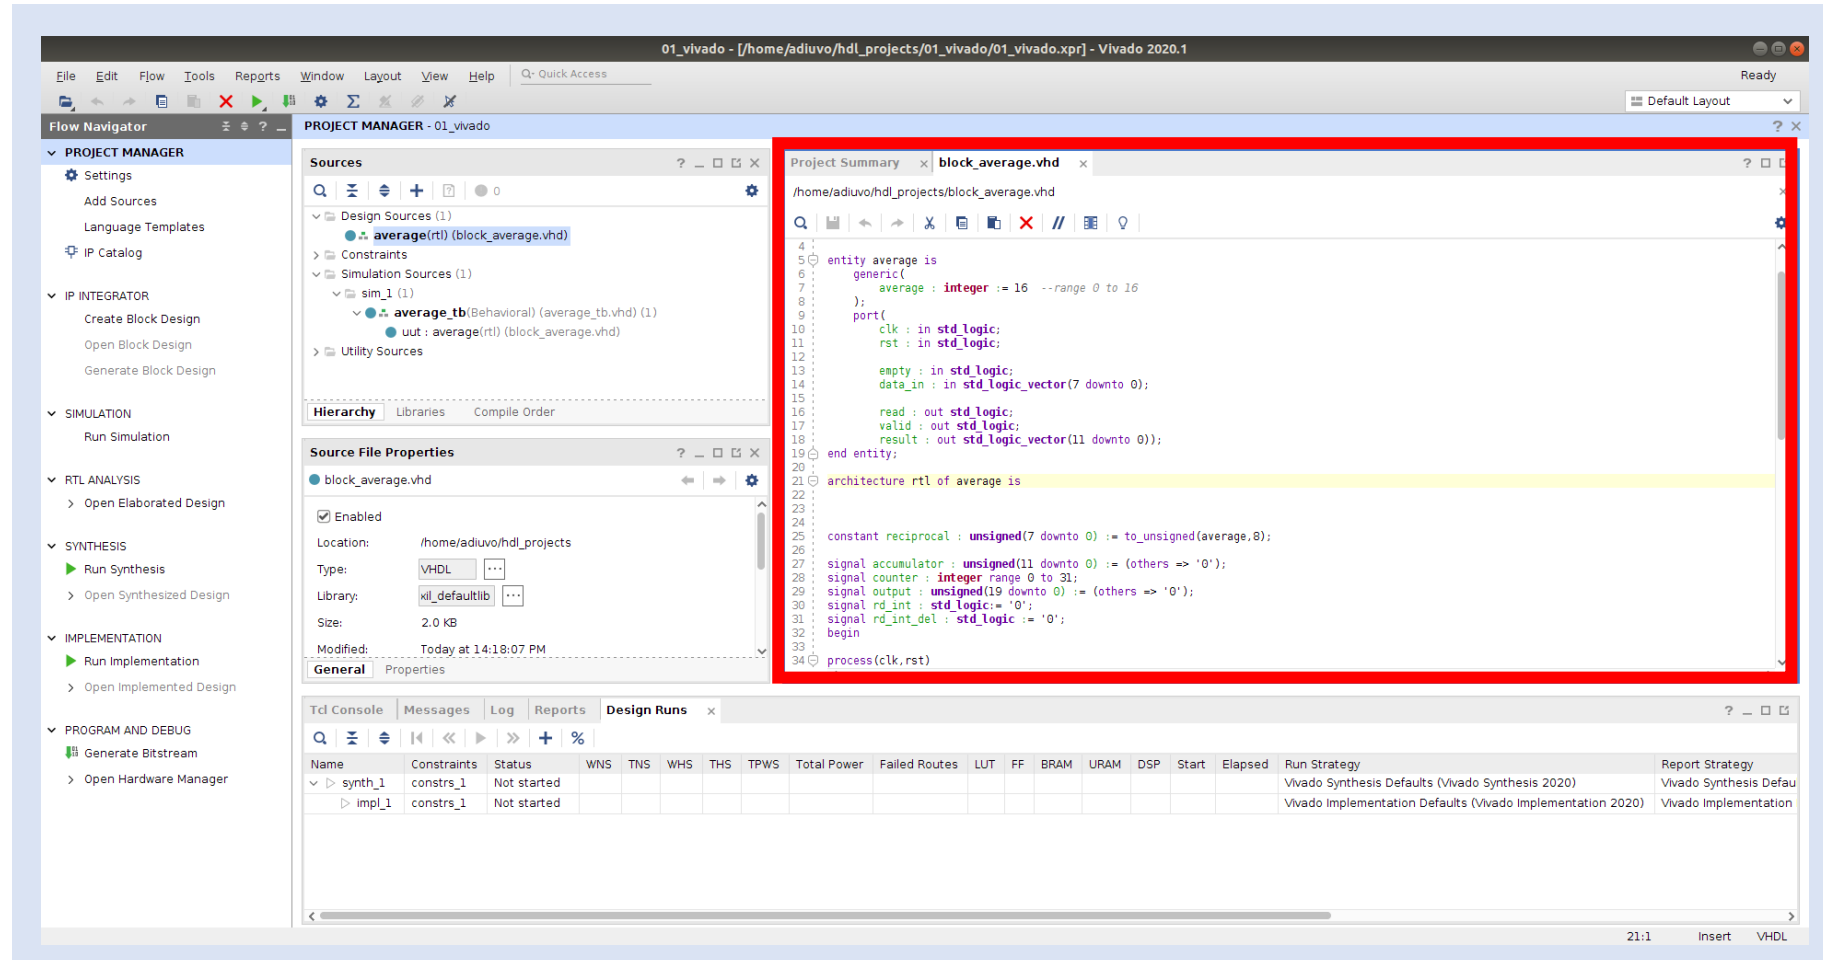 01_vivado - [/home/adiuvo/hdl_projects/01_vivado/01_vivado.xpr] - Vivado 2020.1
File Edit Flow Tools Reports Window Layout View Help Quick Access Ready
Default Layout
Flow Navigator
PROJECT MANAGER
Settings
Add Sources
Language Templates
IP Catalog
IP INTEGRATOR
Create Block Design
Open Block Design
Generate Block Design
SIMULATION
Run Simulation
RTL ANALYSIS
Open Elaborated Design
SYNTHESIS
Run Synthesis
Open Synthesized Design
IMPLEMENTATION
Run Implementation
Open Implemented Design
PROGRAM AND DEBUG
Generate Bitstream
Open Hardware Manager
PROJECT MANAGER - 01_vivado
Sources
0
Design Sources (1)
average(rtl) (block_average.vhd)
Constraints
Simulation Sources (1)
sim_1 (1)
average_tb(Behavioral) (average_tb.vhd) (1)
uut : average(rtl) (block_average.vhd)
Utility Sources
Hierarchy Libraries Compile Order
Source File Properties
block_average.vhd
Enabled
Location: /home/adiuvo/hdl_projects
Type: VHDL
Library: xil_defaultlib
Size: 2.0 KB
Modified: Today at 14:18:07 PM
General Properties
Project Summary block_average.vhd
/home/adiuvo/hdl_projects/block_average.vhd
4
5 entity average is
6 generic(
7 average : integer := 16 --range 0 to 16
8 );
9 port(
10 clk : in std_logic;
11 rst : in std_logic;
12
13 empty : in std_logic;
14 data_in : in std_logic_vector(7 downto 0);
15
16 read : out std_logic;
17 valid : out std_logic;
18 result : out std_logic_vector(11 downto 0));
19 end entity;
20
21 architecture rtl of average is
22
23
24
25 constant reciprocal : unsigned(7 downto 0) := to_unsigned(average,8);
26
27 signal accumulator : unsigned(11 downto 0) := (others => '0');
28 signal counter : integer range 0 to 31;
29 signal output : unsigned(19 downto 0) := (others => '0');
30 signal rd_int : std_logic:= '0';
31 signal rd_int_del : std_logic := '0';
32 begin
33
34 process(clk,rst)
Tcl Console Messages Log Reports Design Runs
Name Constraints Status WNS TNS WHS THS TPWS Total Power Failed Routes LUT FF BRAM URAM DSP Start Elapsed Run Strategy Report Strategy
synth_1 constrs_1 Not started Vivado Synthesis Defaults (Vivado Synthesis 2020) Vivado Synthesis Defau
impl_1 constrs_1 Not started Vivado Implementation Defaults (Vivado Implementation 2020) Vivado Implementation
21:1 Insert VHDL